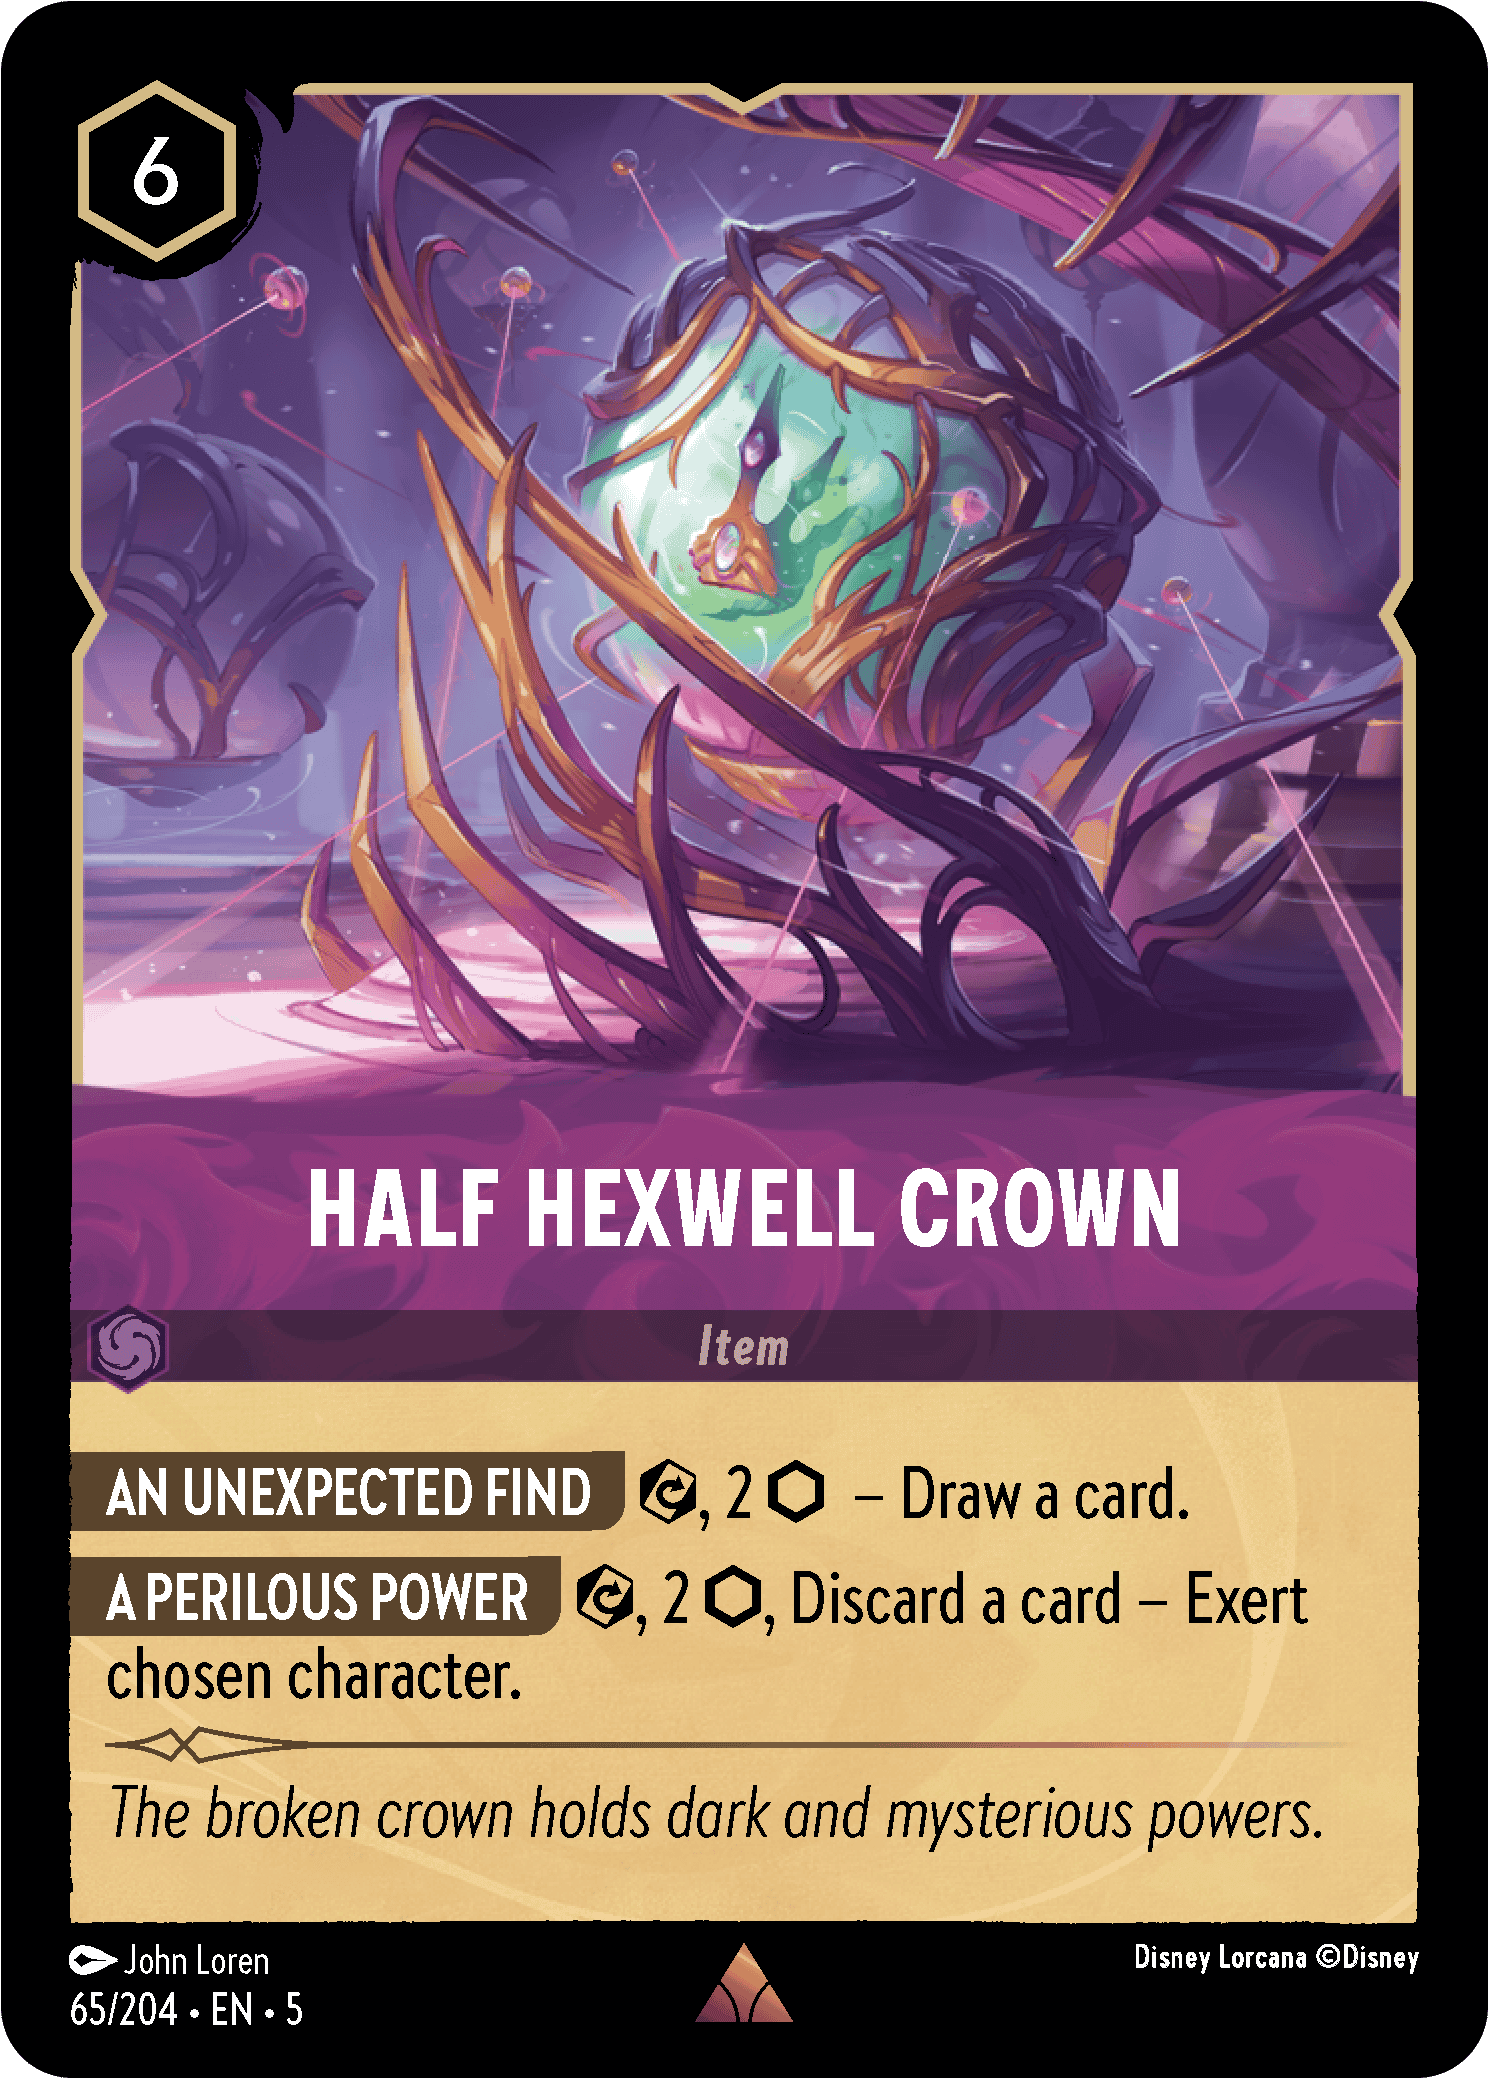 6
HALF HEXWELL CROWN
Item
AN UNEXPECTED FIND , 2 – Draw a card.
A PERILOUS POWER , 2 , Discard a card – Exert
chosen character.
The broken crown holds dark and mysterious powers.
John Loren
Disney Lorcana ©Disney
65/204 • EN • 5